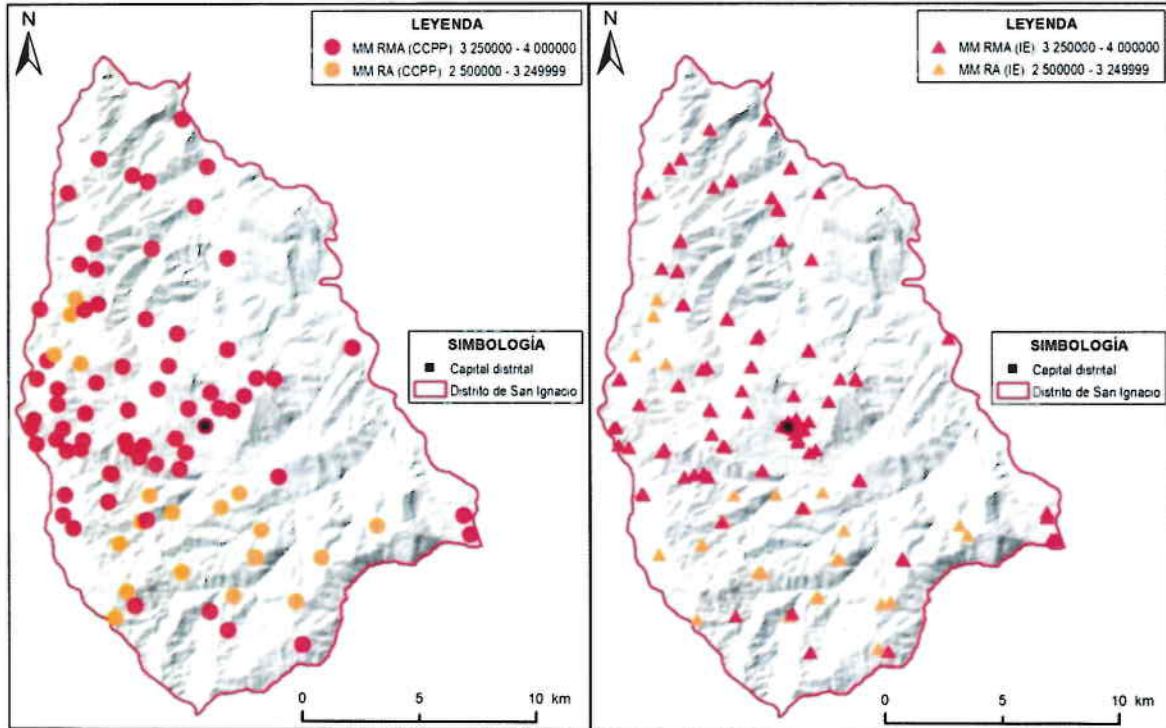 N
LEYENDA
MM RMA (CCPP) 3 250000 - 4 000000
MM RA (CCPP) 2 500000 - 3 249999
SIMBOLOGÍA
Capital distrital
Distrito de San Ignacio
0 5 10 km
N
LEYENDA
MM RMA (IE) 3 250000 - 4 000000
MM RA (IE) 2 500000 - 3 249999
SIMBOLOGÍA
Capital distrital
Distrito de San Ignacio
0 5 10 km